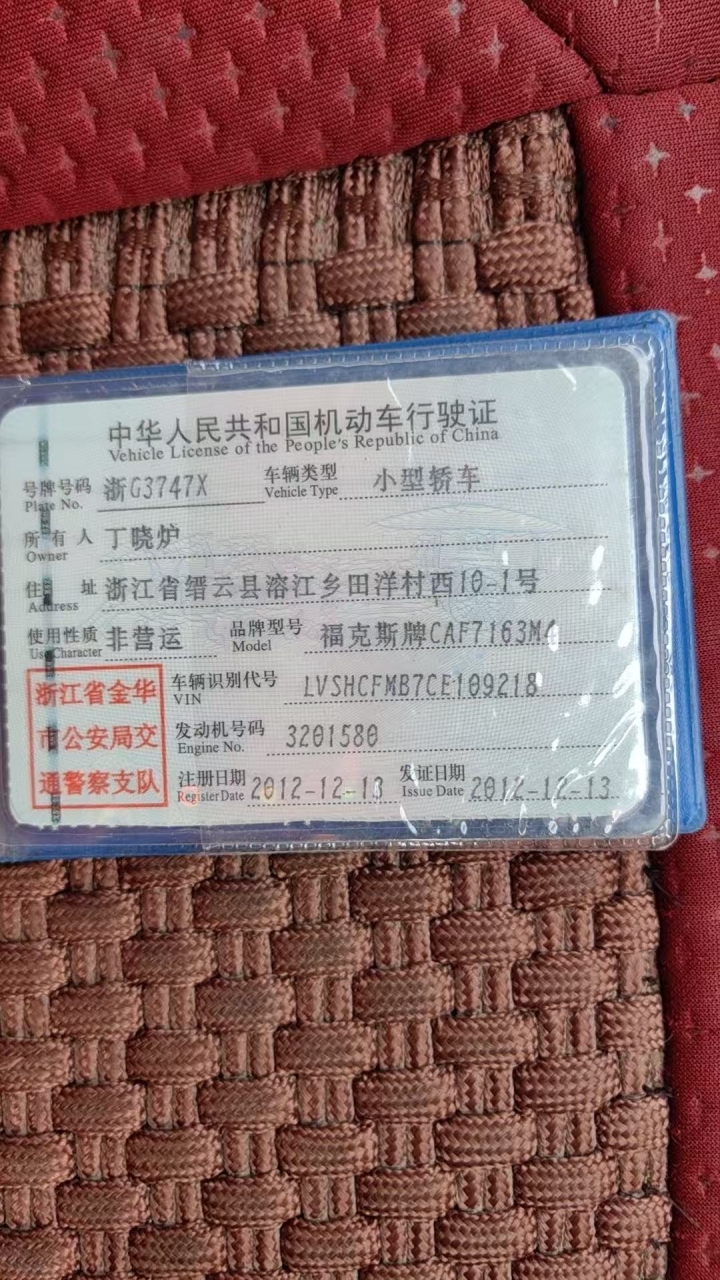 中华人民共和国机动车行驶证
Vehicle License of the People's Republic of China
号牌号码 浙G3747X 车辆类型 小型轿车
Plate No. Vehicle Type
所有人 丁晓炉
Owner
住址 浙江省缙云县溶江乡田洋村西10-1号
Address
使用性质 非营运 品牌型号 福克斯牌CAF7163M4
Use Character Model
浙江省金华
市公安局交
通警察支队
车辆识别代号 LVSHCFMB7CE109218
VIN
发动机号码 3201580
Engine No.
注册日期 2012-12-13 发证日期 2012-12-13
Register Date Issue Date